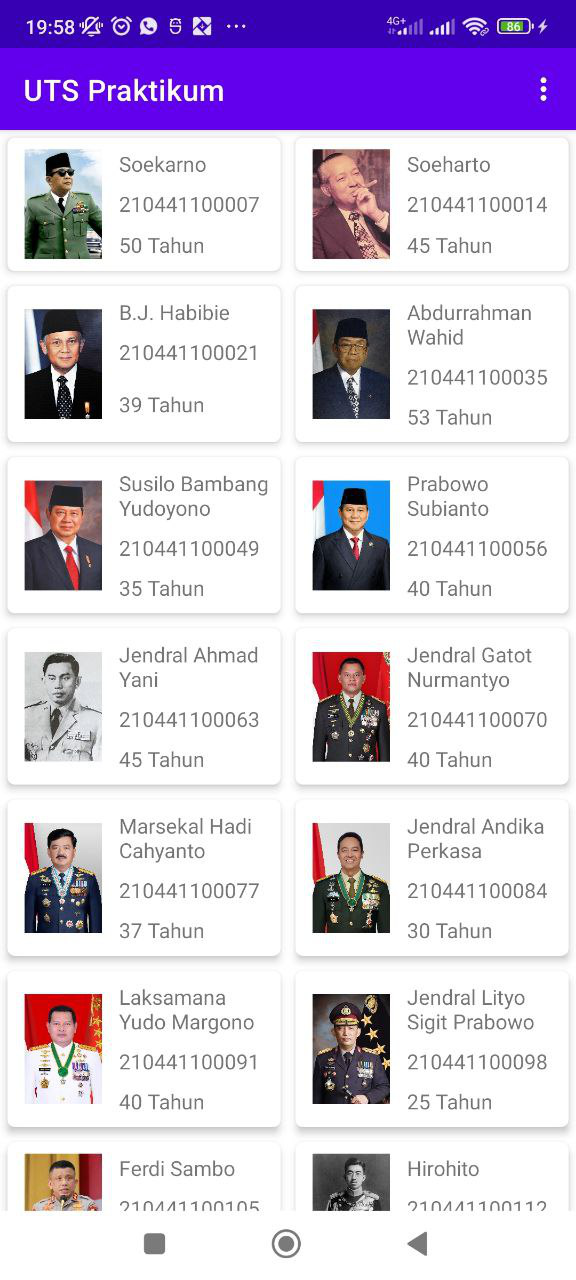 19:58
4G+
86
UTS Praktikum
Soekarno
210441100007
50 Tahun
Soeharto
210441100014
45 Tahun
B.J. Habibie
210441100021
39 Tahun
Abdurrahman
Wahid
210441100035
53 Tahun
Susilo Bambang
Yudoyono
210441100049
35 Tahun
Prabowo
Subianto
210441100056
40 Tahun
Jendral Ahmad
Yani
210441100063
45 Tahun
Jendral Gatot
Nurmantyo
210441100070
40 Tahun
Marsekal Hadi
Cahyanto
210441100077
37 Tahun
Jendral Andika
Perkasa
210441100084
30 Tahun
Laksamana
Yudo Margono
210441100091
40 Tahun
Jendral Lityo
Sigit Prabowo
210441100098
25 Tahun
Ferdi Sambo
210441100105
Hirohito
210441100112